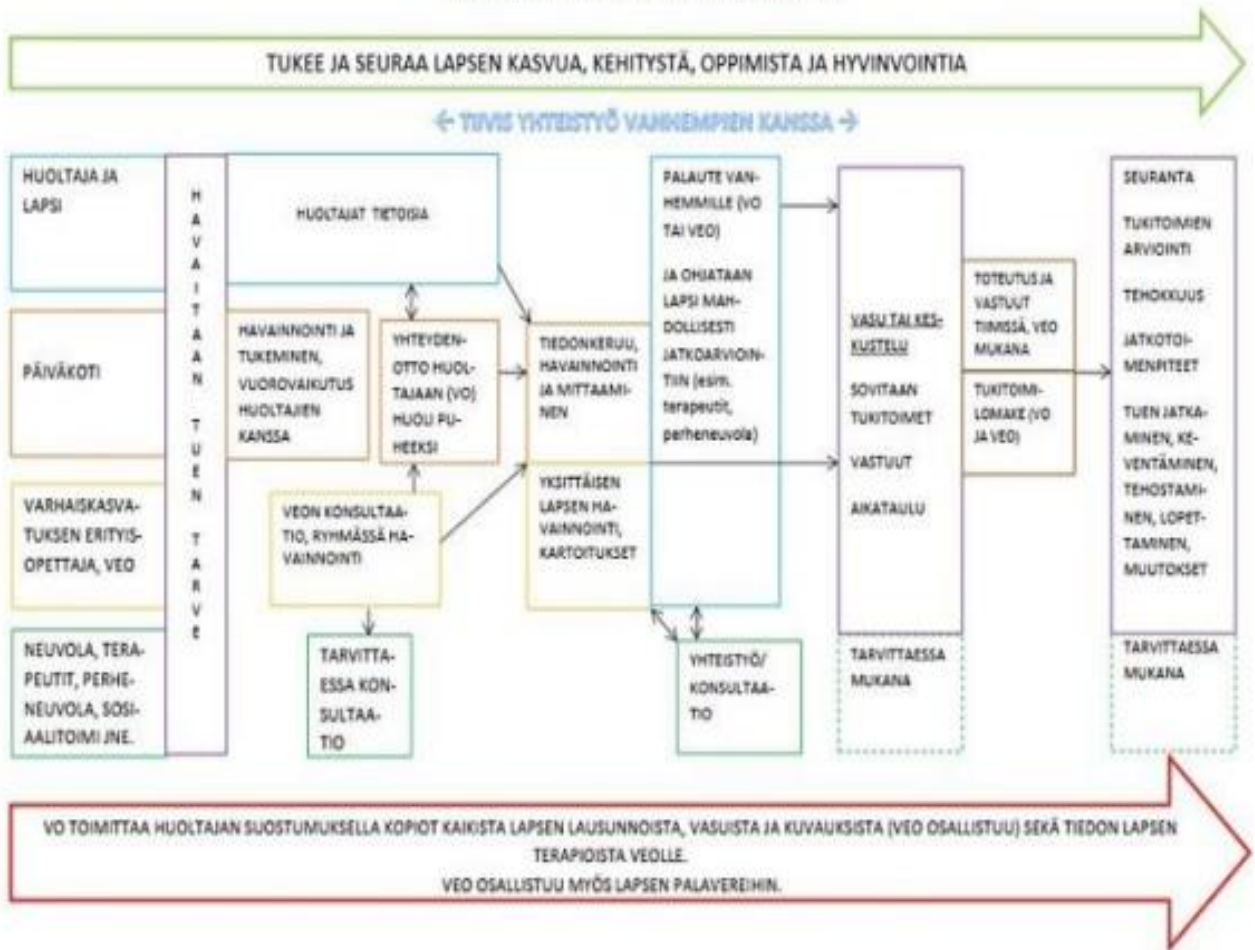 TUKEE JA SEURAA LAPSEN KASVUA, KEHITYSTÄ, OPPIMISTA JA HYVINVOINTIA
← TIIVIS YHTEISTYÖ VANHEMPIEN KANSSA →
HUOLTAJA JA
LAPSI
PÄIVÄKOTI
VARHAISKASVA-
TUKSEN ERITYIS-
OPETTAJA, VEO
NEUVOLA, TERA-
PEUTIT, PERHE-
NEUVOLA, SOSI-
AALITOIMI JNE.
HAVAITAAN TUEN TARVE
HUOLTAJAT TIETOISIA
HAVAINNOINTI JA
TUKEMINEN,
VUOROVAIKUTUS
HUOLTAJIEN
KANSSA
YHTEYDEN-
OTTO HUOL-
TAJAAN (VO)
HUOLI PU-
HEEKSI
VEON KONSULTAA-
TIO, RYHMÄSSÄ HA-
VAINNOINTI
TARVITTA-
ESSA KON-
SULTAA-
TIO
TIEDONKERUU,
HAVAINNOINTI
JA MITTAAMI-
NEN
YKSITTÄISEN
LAPSEN HA-
VAINNOINTI,
KARTOITUKSET
PALAUTE VAN-
HEMMILLE (VO
TAI VEO)
JA OHJATAAN
LAPSI MAH-
DOLLISESTI
JATKOARVIOIN-
TIIN (esim.
terapeutit,
perheneuvola)
YHTEISTYÖ/
KONSULTAA-
TIO
VASU TAI KES-
KUSTELU
SOVITAAN
TUKITOIMET
VASTUUT
AIKATAULU
TARVITTAESSA
MUKANA
TOTEUTUS JA
VASTUUT
TIIMISSÄ, VEO
MUKANA
TUKITOIMI-
LOMAKE (VO
JA VEO)
SEURANTA
TUKITOIMIEN
ARVIOINTI
TEHOKKUUS
JATKOTOI-
MENPITEET
TUEN JATKA-
MINEN, KE-
VENTÄMINEN,
TEHOSTAMI-
NEN, LOPET-
TAMINEN,
MUUTOKSET
TARVITTAESSA
MUKANA
VO TOIMITTAA HUOLTAJAN SUOSTUMUKSELLA KOPIOT KAIKISTA LAPSEN LAUSUNNOISTA, VASUISTA JA KUVAUKSISTA (VEO OSALLISTUU) SEKÄ TIEDON LAPSEN
TERAPIOISTA VEOLLE.
VEO OSALLISTUU MYÖS LAPSEN PALAVEREIHIN.